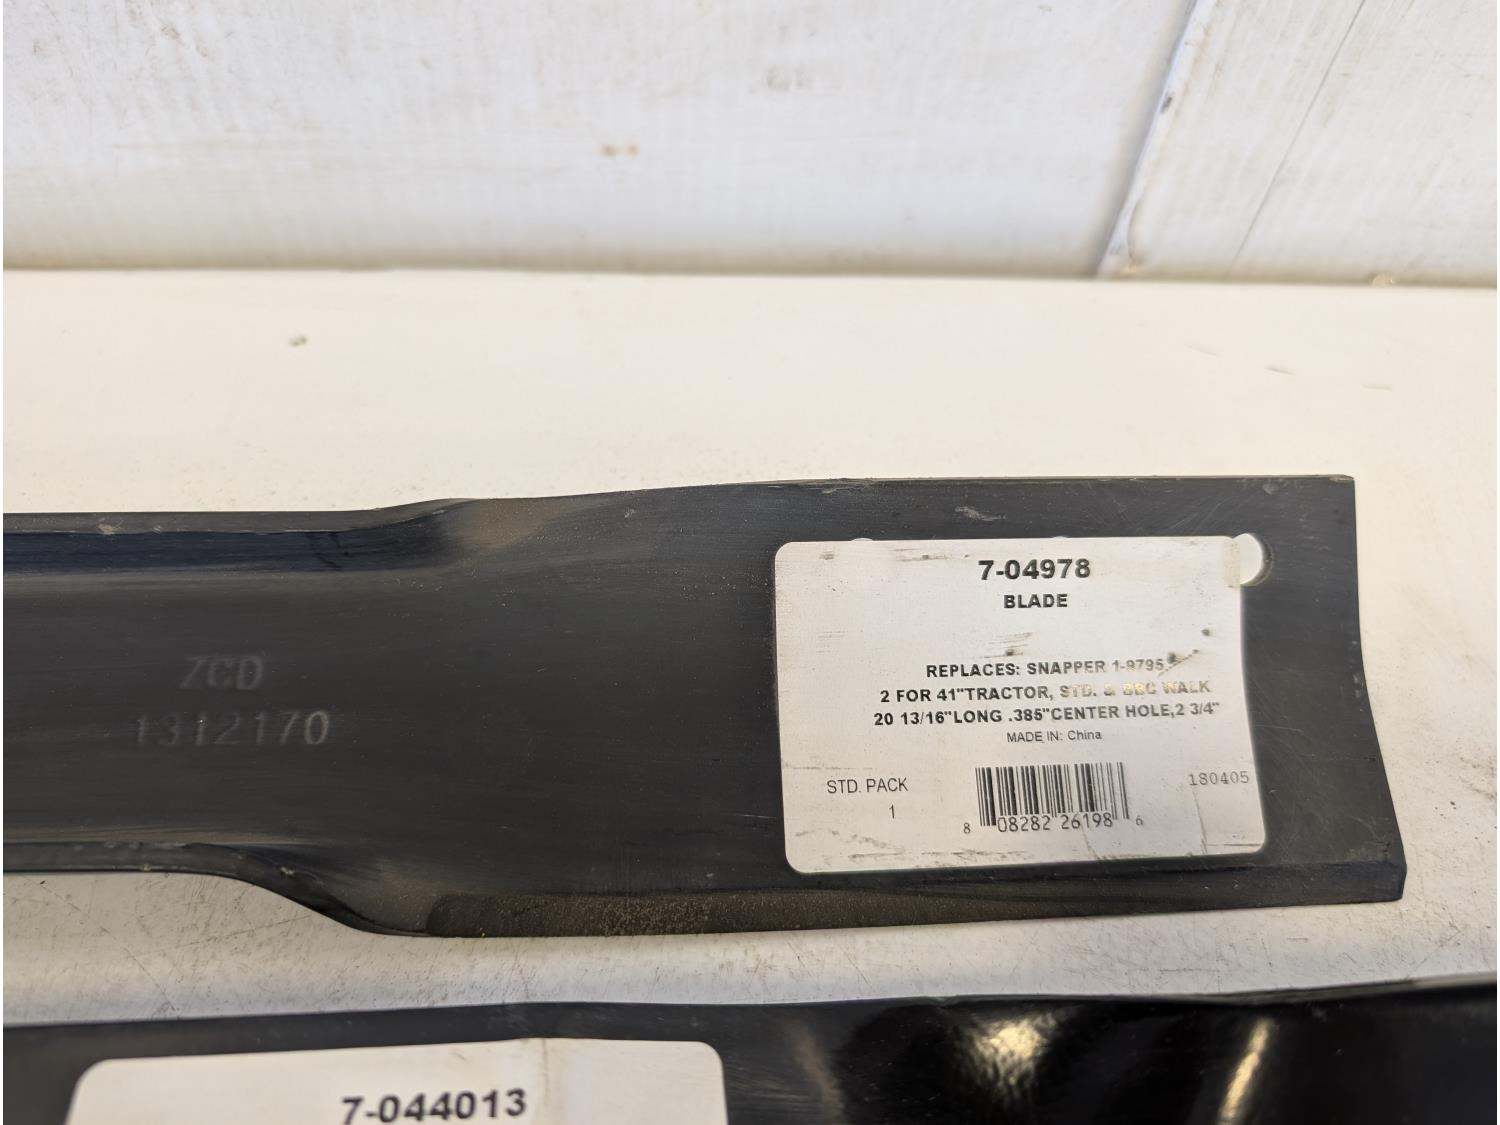 7-04978
BLADE
REPLACES: SNAPPER 1-9795,
2 FOR 41"TRACTOR, STD. & BBC WALK
20 13/16"LONG .385"CENTER HOLE,2 3/4"
MADE IN: China
STD. PACK
1
180405
8 08282 26198 6
ZCD
1312170
7-044013